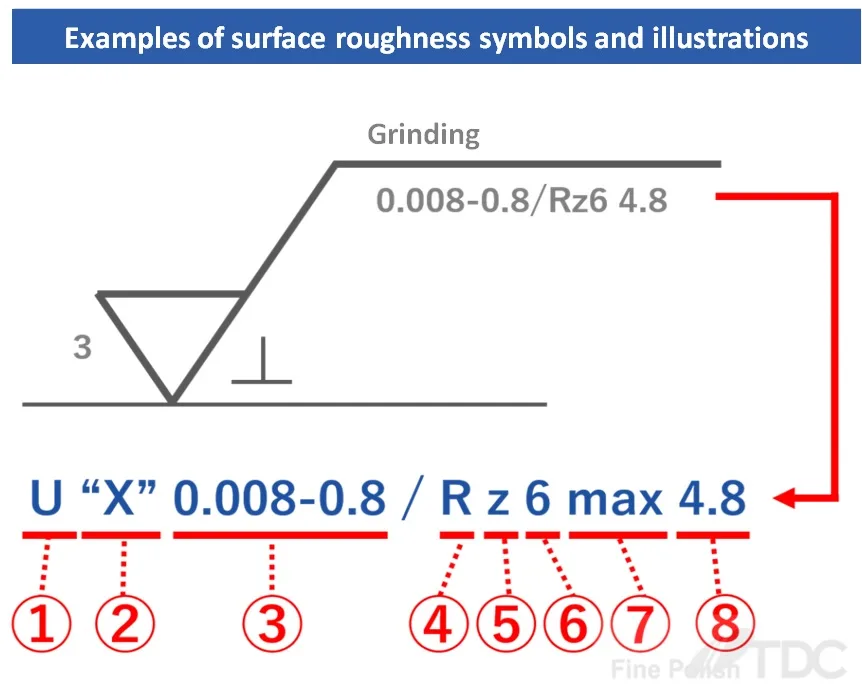 Examples of surface roughness symbols and illustrations
Grinding
0.008-0.8/Rz6 4.8
3
U “X” 0.008-0.8 / R z 6 max 4.8
① ② ③ ④ ⑤ ⑥ ⑦ ⑧
Fine Polish TDC